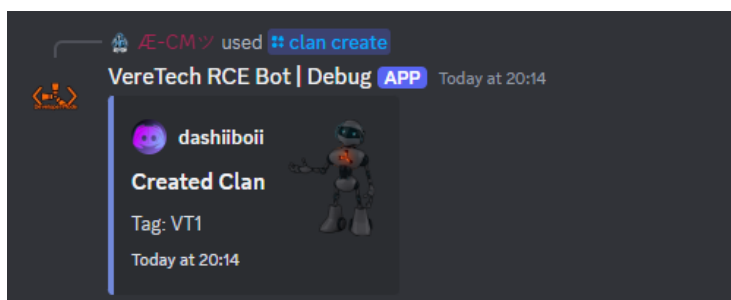 Æ-CMツ used clan create
VereTech RCE Bot | Debug APP Today at 20:14
dashiiboii
Created Clan
Tag: VT1
Today at 20:14